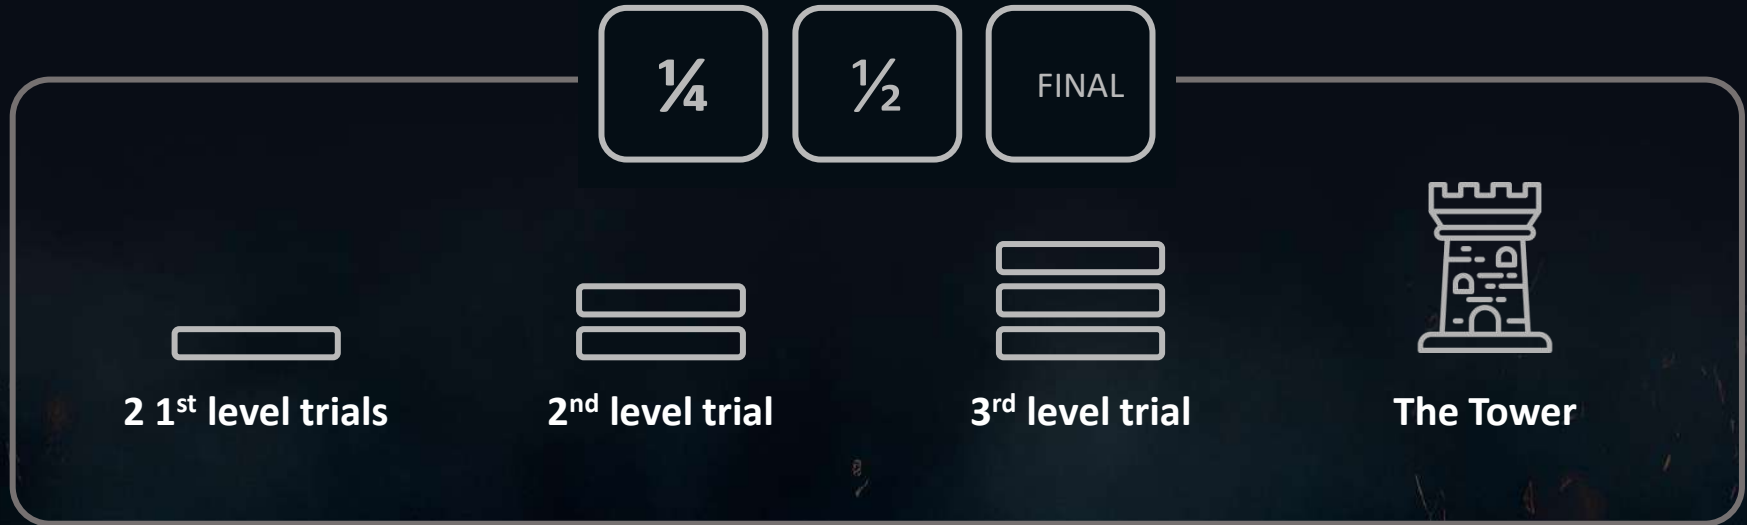 ¼ ½ FINAL
2 1st level trials 2nd level trial 3rd level trial The Tower